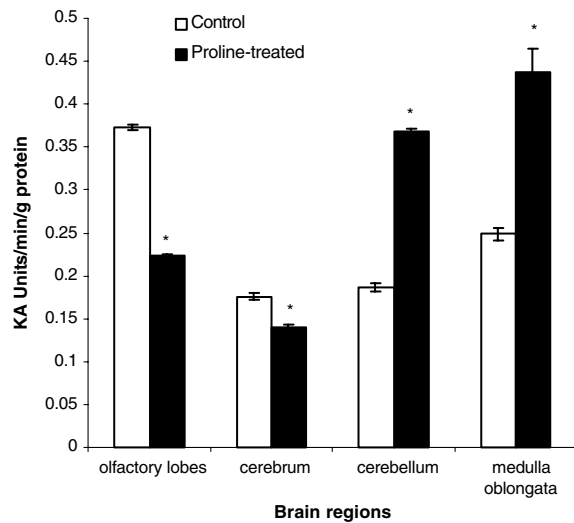 Control
Proline-treated
KA Units/min/g protein
0.5
0.45
0.4
0.35
0.3
0.25
0.2
0.15
0.1
0.05
0
*
*
*
*
olfactory lobes
cerebrum
cerebellum
medulla
oblongata
Brain regions